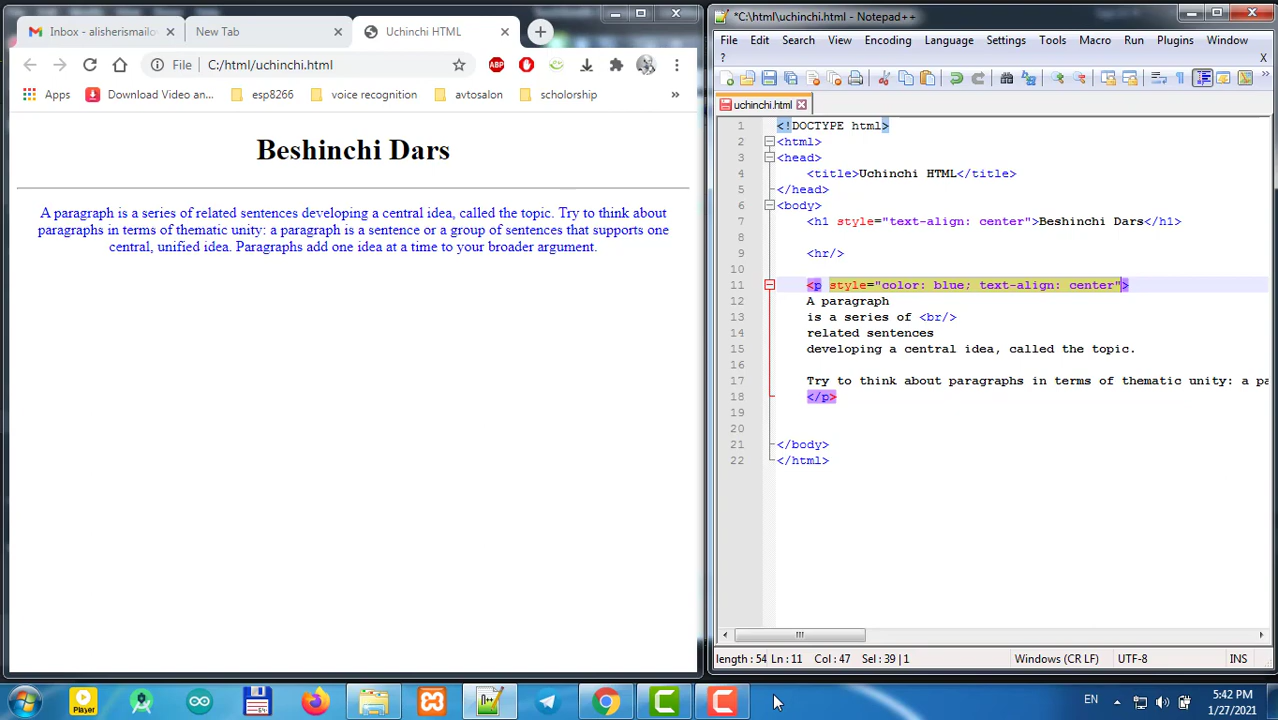 Inbox - alisherismailo
New Tab
Uchinchi HTML
File
C:/html/uchinchi.html
ABP
Apps
Download Video an...
esp8266
voice recognition
avtosalon
scholorship
»
Beshinchi Dars
A paragraph is a series of related sentences developing a central idea, called the topic. Try to think about
paragraphs in terms of thematic unity: a paragraph is a sentence or a group of sentences that supports one
central, unified idea. Paragraphs add one idea at a time to your broader argument.
*C:\html\uchinchi.html - Notepad++
File Edit Search View Encoding Language Settings Tools Macro Run Plugins Window
? X
uchinchi.html
1 <!DOCTYPE html>
2 <html>
3 <head>
4 <title>Uchinchi HTML</title>
5 </head>
6 <body>
7 <h1 style="text-align: center">Beshinchi Dars</h1>
8
9 <hr/>
10
11 <p style="color: blue; text-align: center">
12 A paragraph
13 is a series of <br/>
14 related sentences
15 developing a central idea, called the topic.
16
17 Try to think about paragraphs in terms of thematic unity: a pa
18 </p>
19
20
21 </body>
22 </html>
length : 54 Ln : 11 Col : 47 Sel : 39 | 1 Windows (CR LF) UTF-8 INS
Player
N++
EN
5:42 PM
1/27/2021